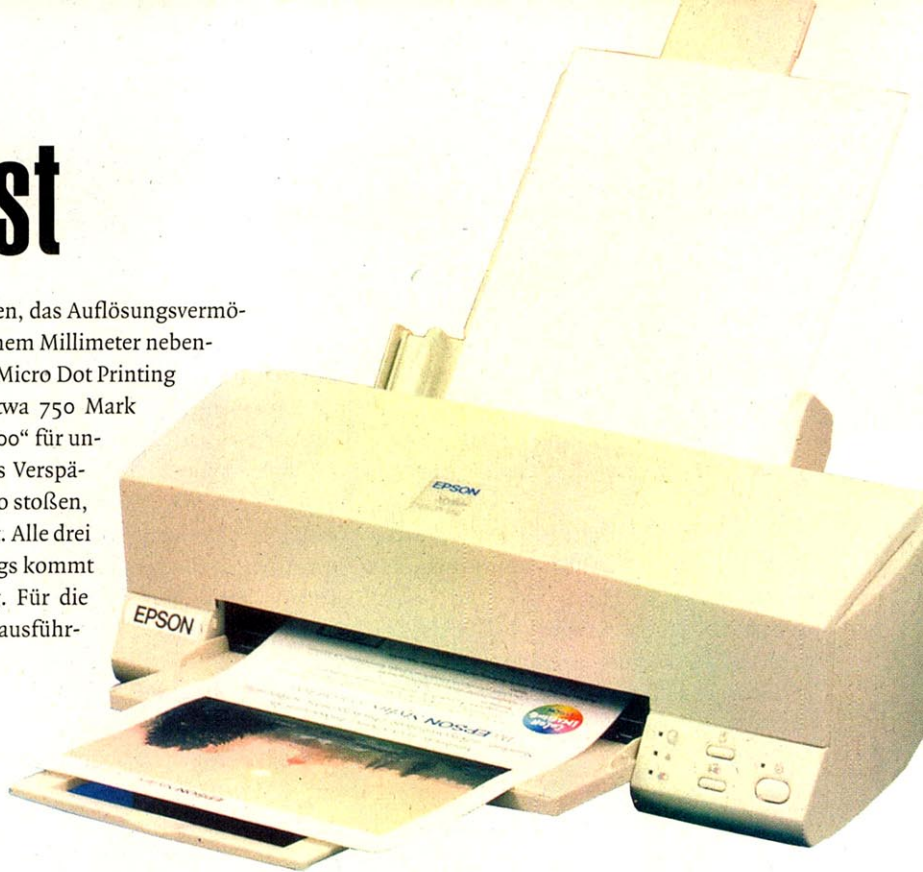 st
en, das Auflösungsvermö-
nem Millimeter neben-
Micro Dot Printing
twa 750 Mark
00“ für un-
s Verspä-
o stoßen,
. Alle drei
gs kommt
. Für die
ausführ-
EPSON
EPSON
EPSON